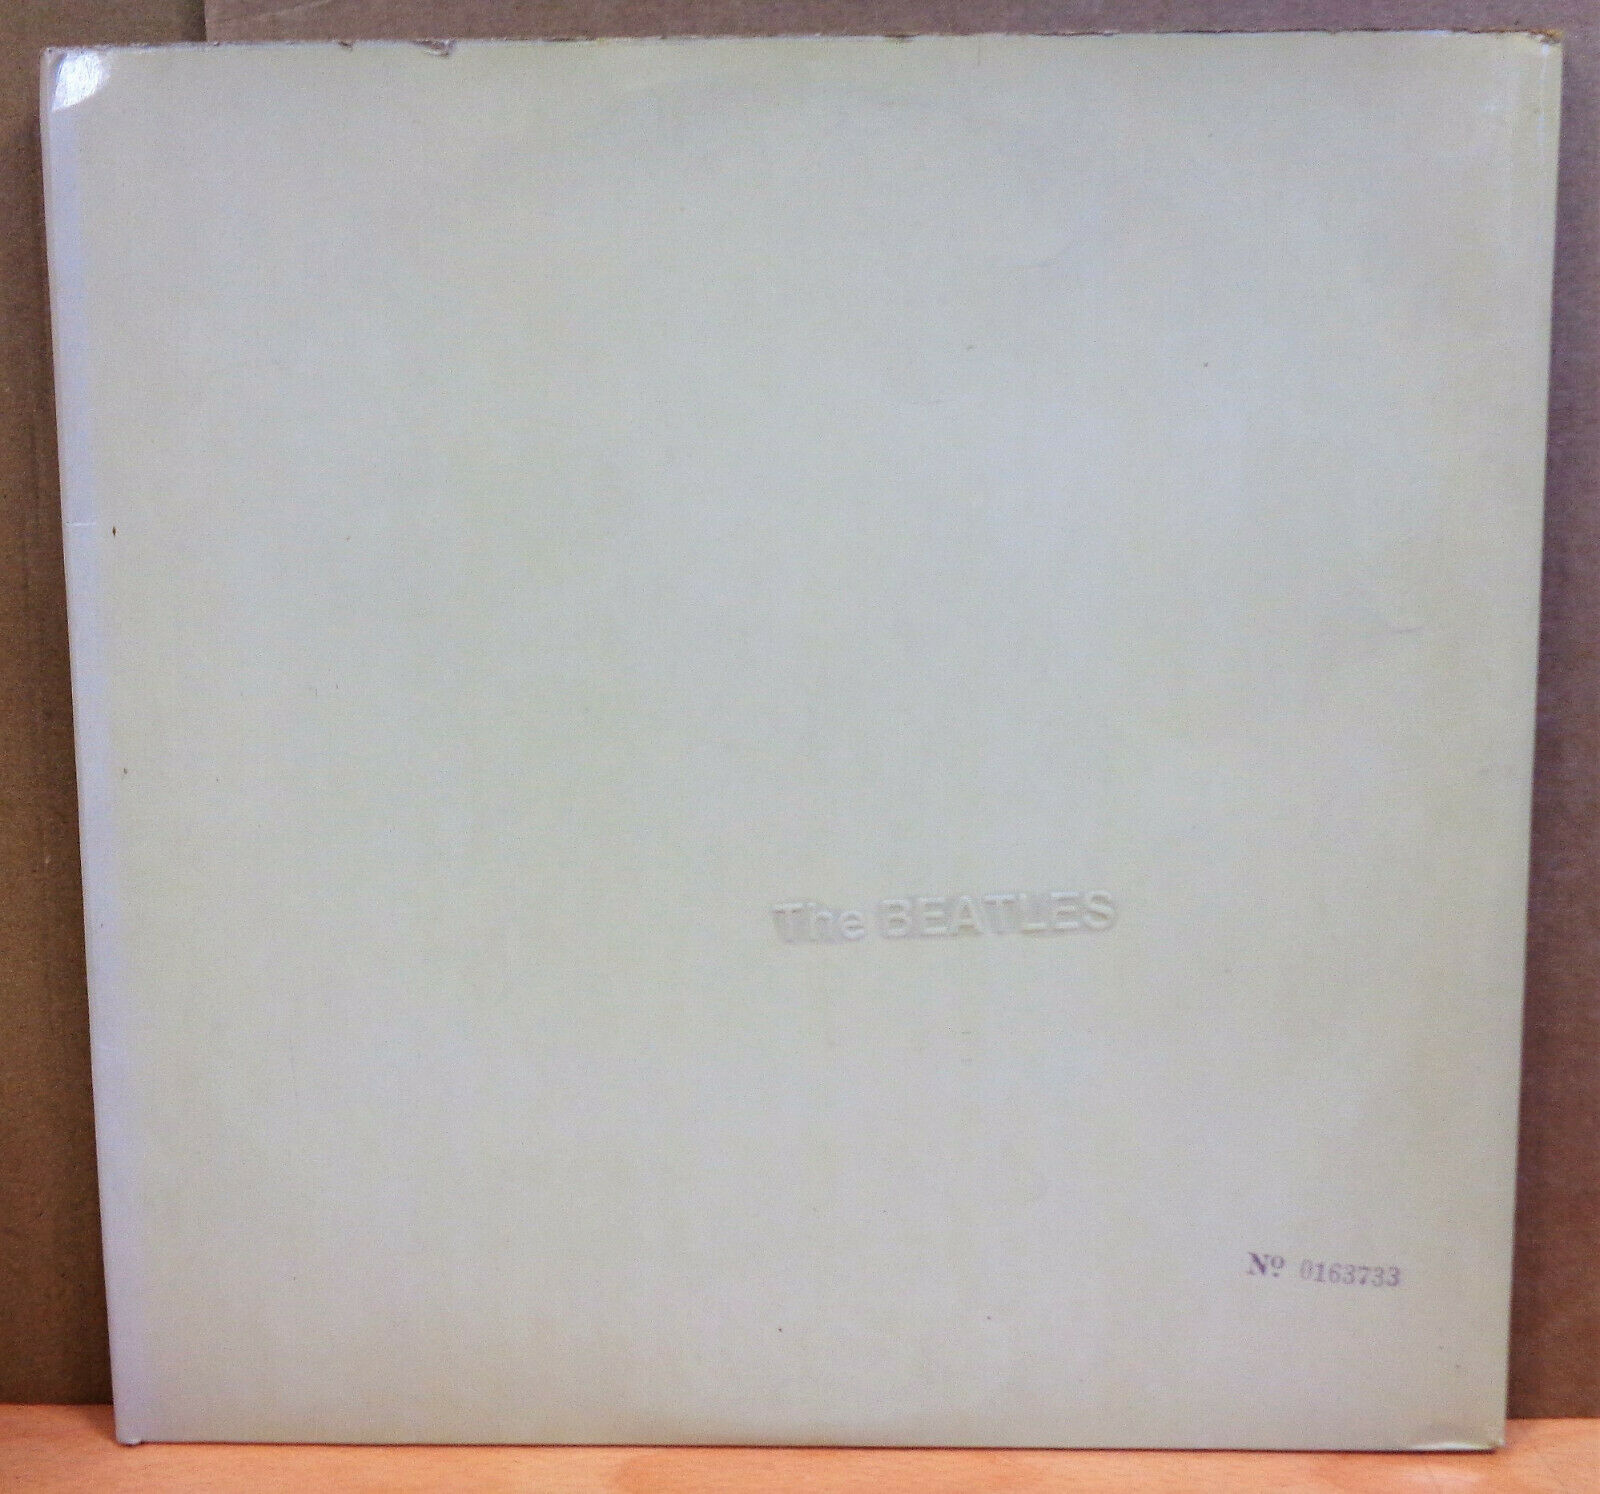 The BEATLES
Nº 0163733